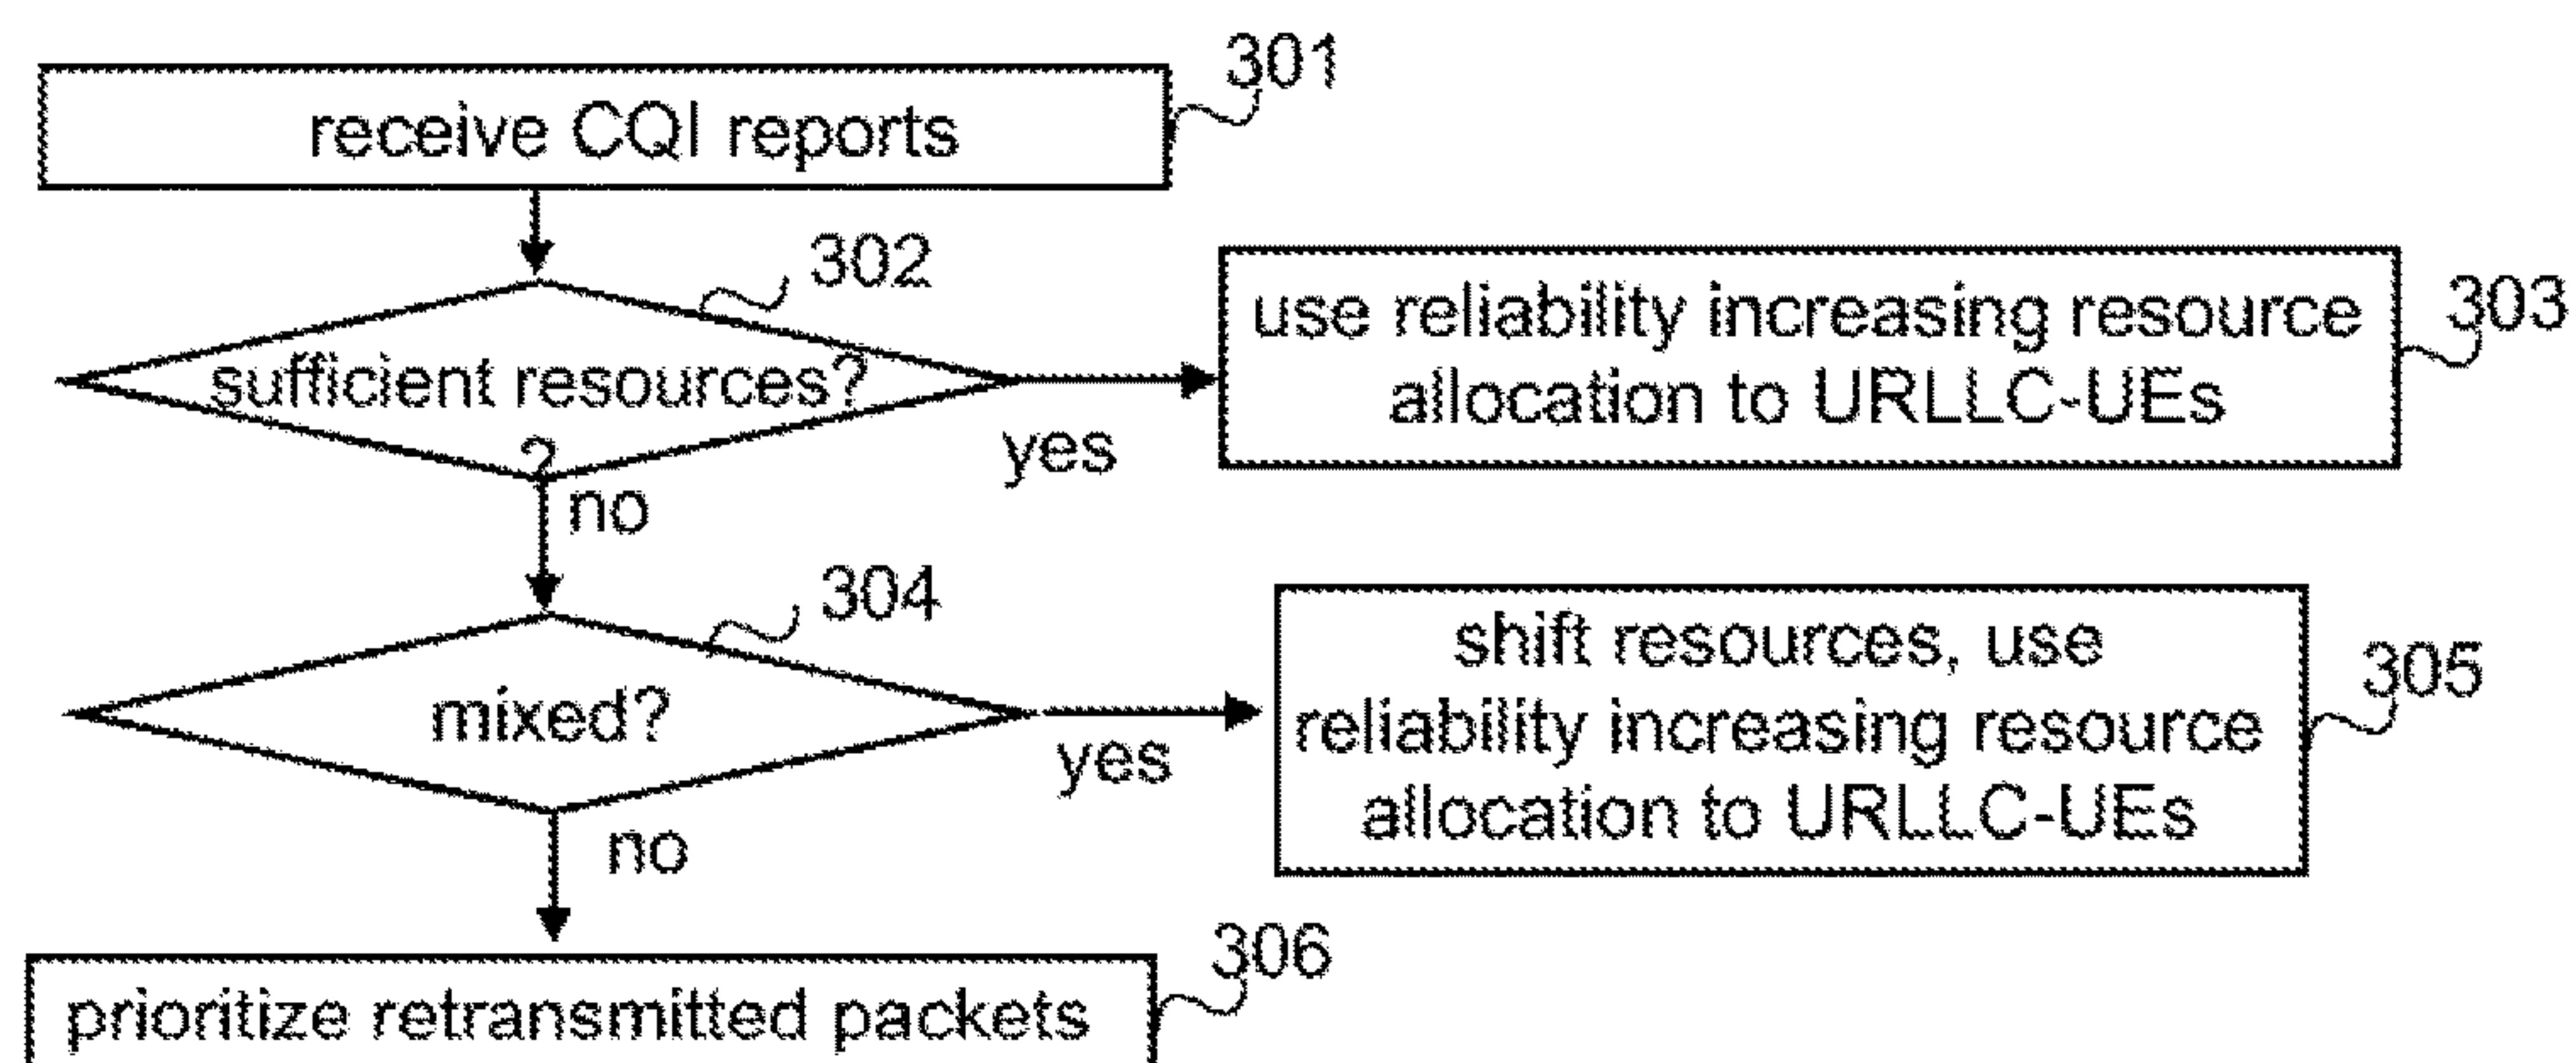 301
receive CQI reports
302
sufficient resources?
?
yes
303
use reliability increasing resource
allocation to URLLC-UEs
no
304
mixed?
yes
305
shift resources, use
reliability increasing resource
allocation to URLLC-UEs
no
306
prioritize retransmitted packets